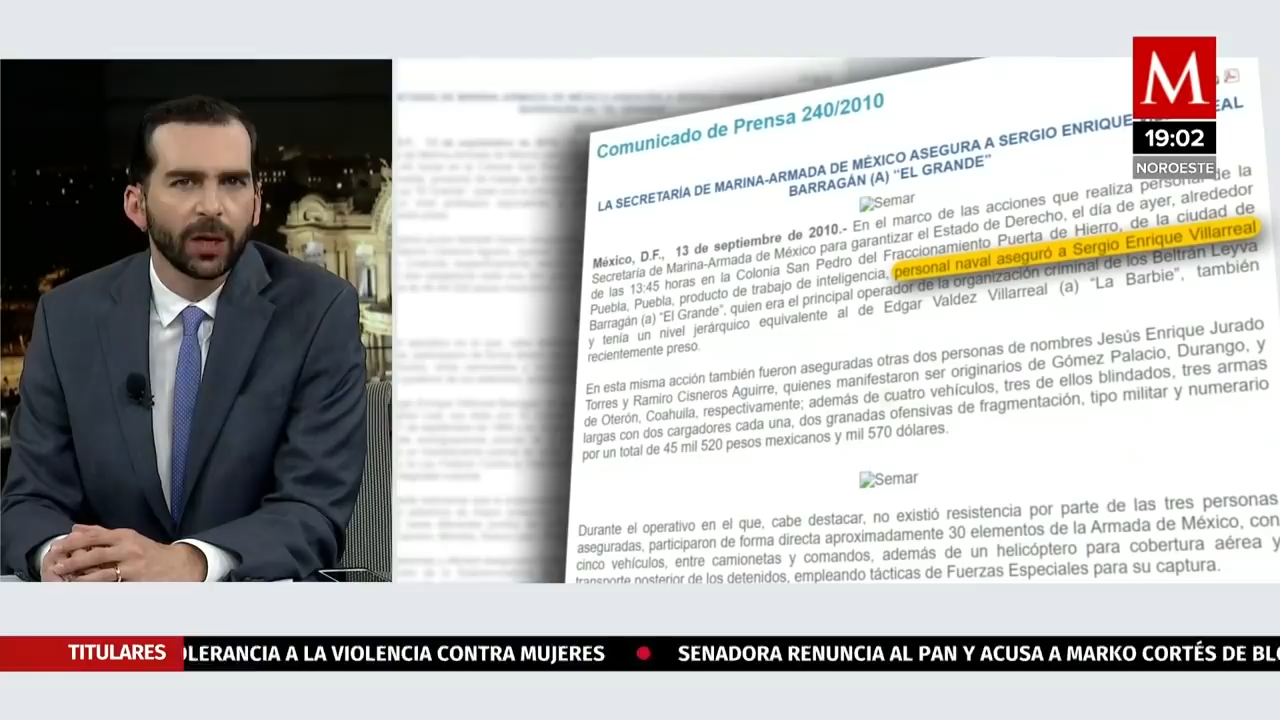 M
19:02
NOROESTE
Comunicado de Prensa 240/2010
LA SECRETARÍA DE MARINA-ARMADA DE MÉXICO ASEGURA A SERGIO ENRIQUE
BARRAGÁN (A) “EL GRANDE”
Semar
México, D.F., 13 de septiembre de 2010.- En el marco de las acciones que realiza personal de la
Secretaría de Marina-Armada de México para garantizar el Estado de Derecho, el día de ayer, alrededor
de las 13:45 horas en la Colonia San Pedro del Fraccionamiento Puerta de Hierro, de la ciudad de
Puebla, Puebla, producto de trabajo de inteligencia, personal naval aseguró a Sergio Enrique Villarreal
Barragán (a) “El Grande”, quien era el principal operador de la organización criminal de los Beltrán Leyva
y tenía un nivel jerárquico equivalente al de Edgar Valdez Villarreal (a) “La Barbie”, también
recientemente preso.
En esta misma acción también fueron aseguradas otras dos personas de nombres Jesús Enrique Jurado
Torres y Ramiro Cisneros Aguirre, quienes manifestaron ser originarios de Gómez Palacio, Durango, y
de Oterón, Coahuila, respectivamente; además de cuatro vehículos, tres de ellos blindados, tres armas
largas con dos cargadores cada una, dos granadas ofensivas de fragmentación, tipo militar y numerario
por un total de 45 mil 520 pesos mexicanos y mil 570 dólares.
Semar
Durante el operativo en el que, cabe destacar, no existió resistencia por parte de las tres personas
aseguradas, participaron de forma directa aproximadamente 30 elementos de la Armada de México, con
cinco vehículos, entre camionetas y comandos, además de un helicóptero para cobertura aérea y
transporte posterior de los detenidos, empleando tácticas de Fuerzas Especiales para su captura.
TITULARES OLERANCIA A LA VIOLENCIA CONTRA MUJERES SENADORA RENUNCIA AL PAN Y ACUSA A MARKO CORTÉS DE BLO